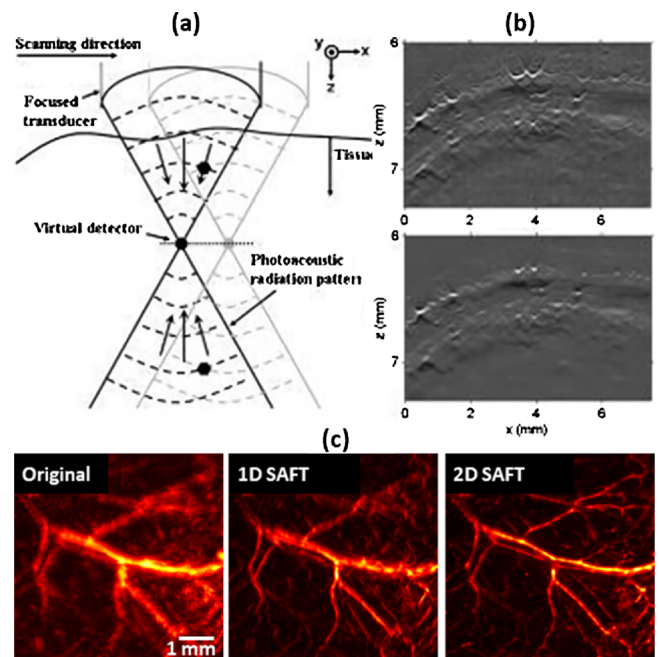 (a)
Scanning direction
y
x
z
Focused
transducer
Tissue
Virtual detector
Photoacoustic
radiation pattern
(b)
6
z (mm)
7
0
2
4
6
6
z (mm)
7
0
2
4
6
x (mm)
(c)
Original
1D SAFT
2D SAFT
1 mm